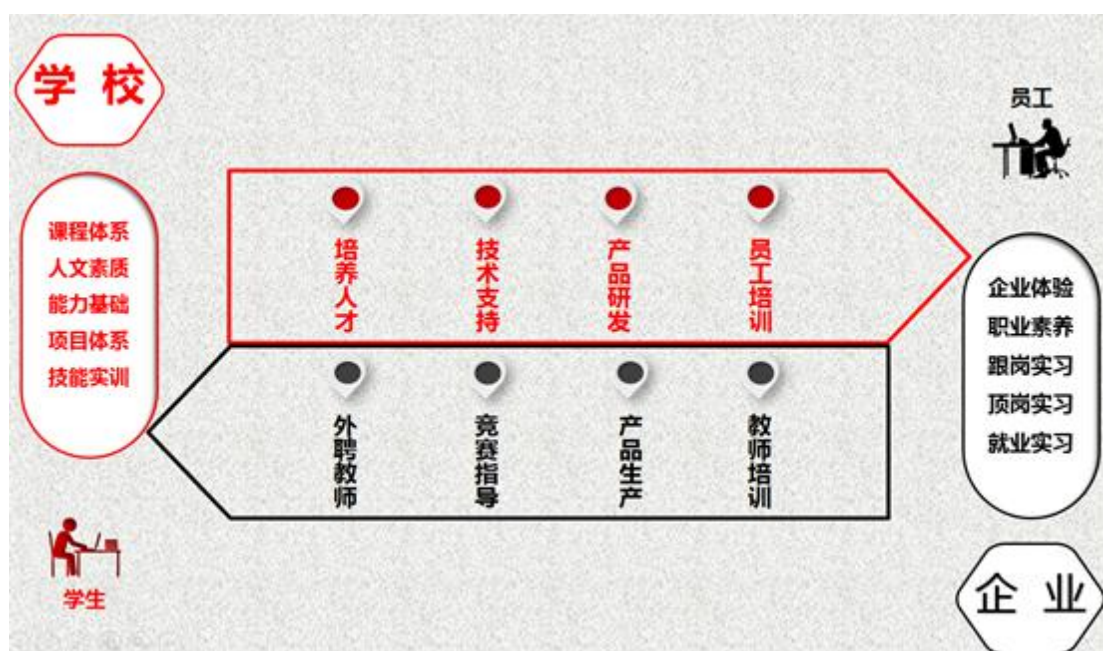 学校
课程体系
人文素质
能力基础
项目体系
技能实训
学生
培养人才
技术支持
产品研发
员工培训
外聘教师
竞赛指导
产品生产
教师培训
员工
企业体验
职业素养
跟岗实习
顶岗实习
就业实习
企业